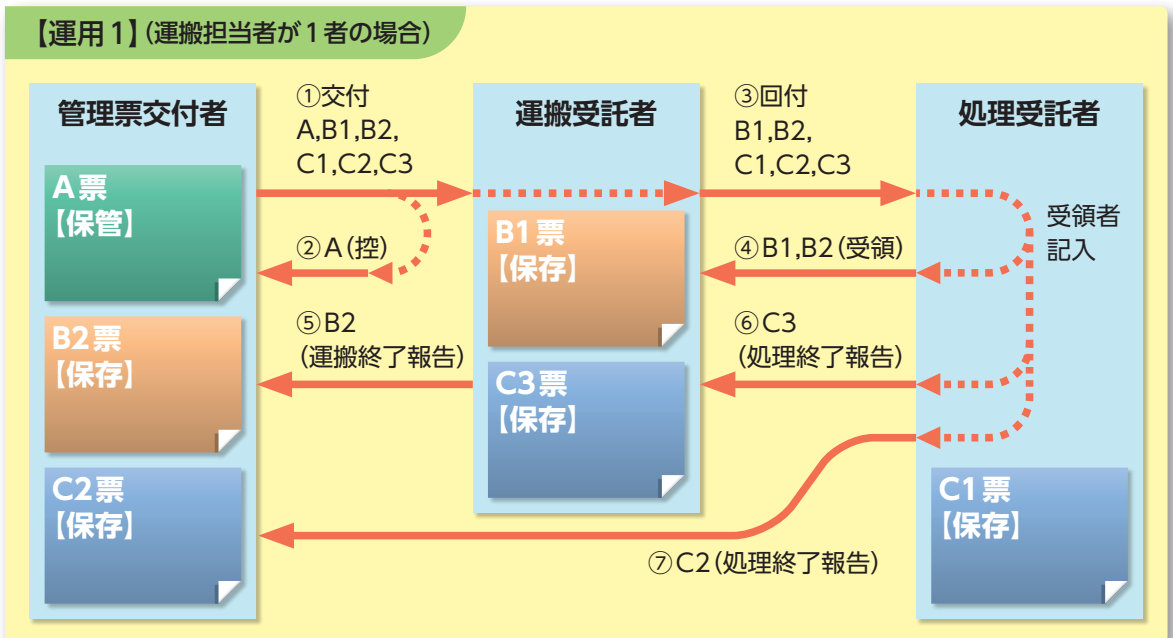 【運用1】(運搬担当者が1者の場合)
管理票交付者
A票
【保管】
B2票
【保存】
C2票
【保存】
①交付
A,B1,B2,
C1,C2,C3
②A(控)
⑤B2
(運搬終了報告)
運搬受託者
B1票
【保存】
C3票
【保存】
③回付
B1,B2,
C1,C2,C3
④B1,B2(受領)
⑥C3
(処理終了報告)
⑦C2(処理終了報告)
処理受託者
受領者
記入
C1票
【保存】